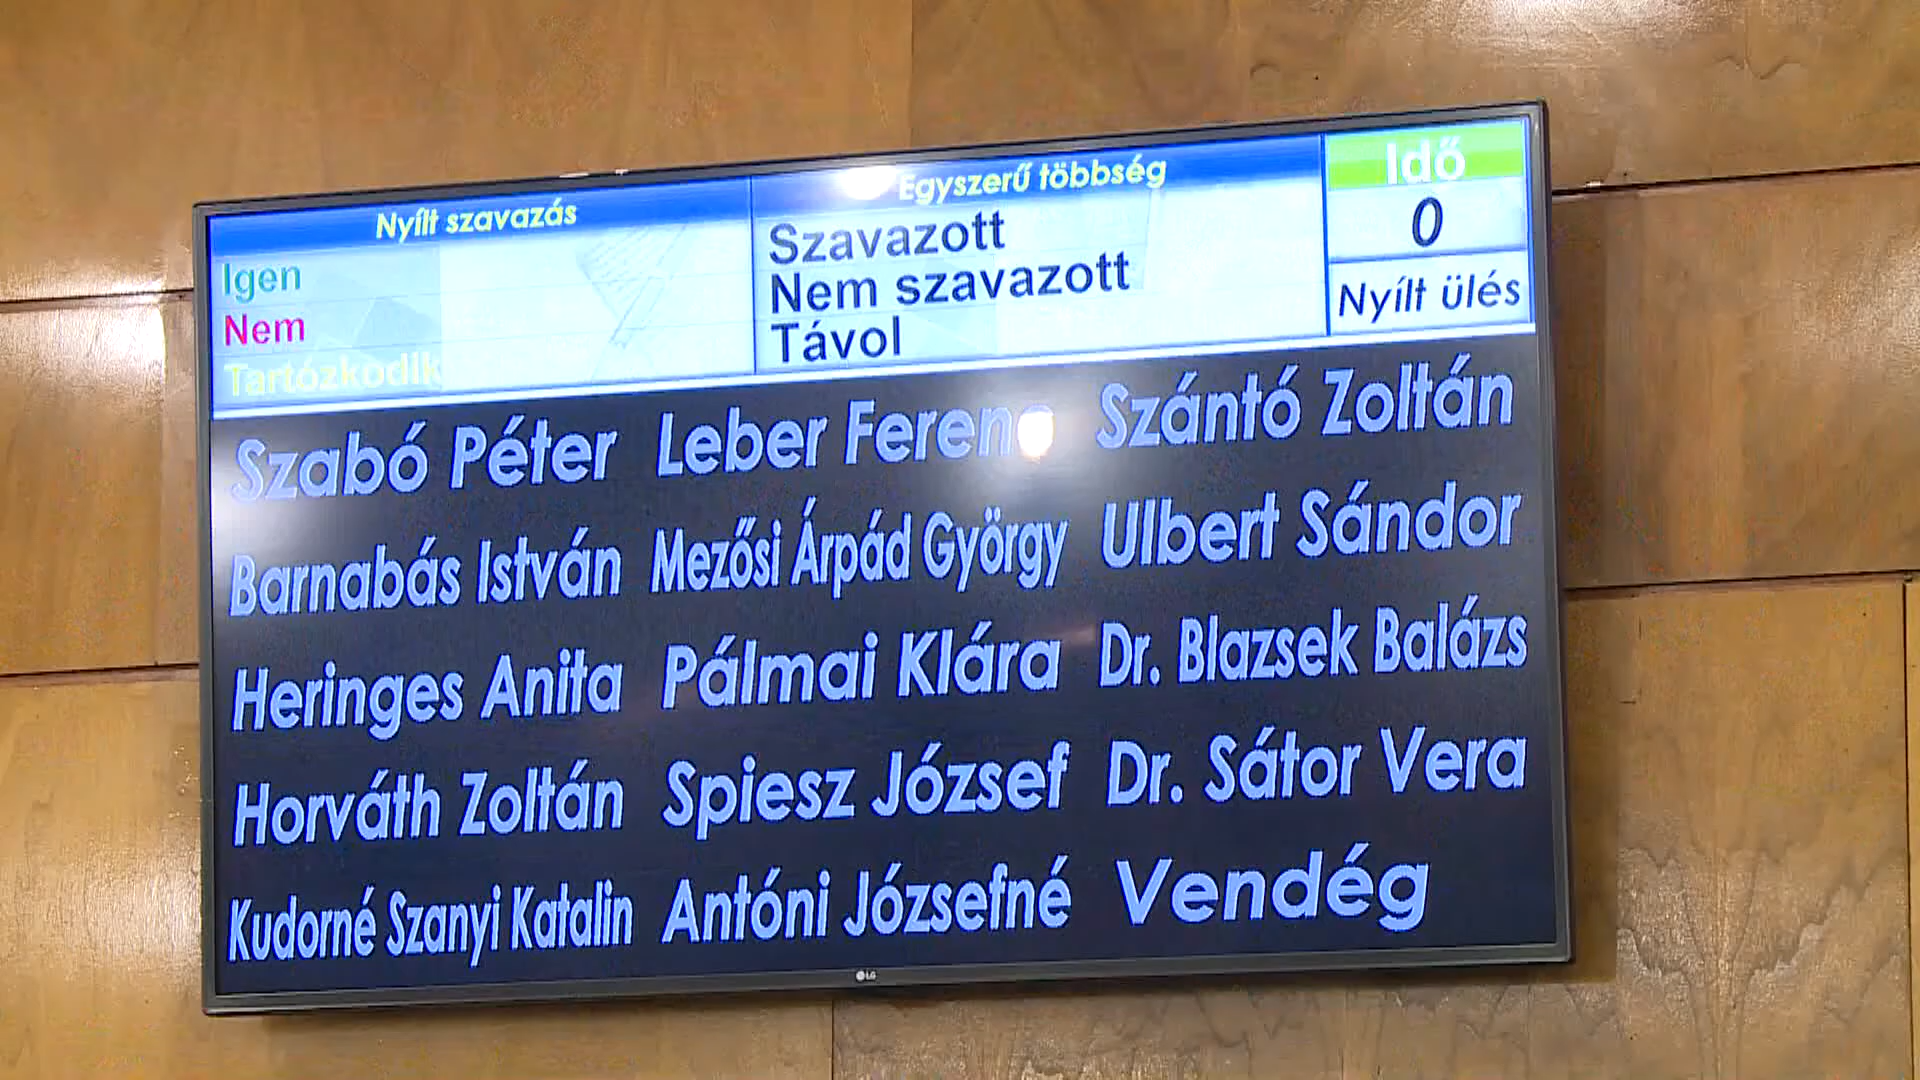 Nyílt szavazás
Igen
Nem
Tartózkodik
Egyszerű többség
Szavazott
Nem szavazott
Távol
Idő
0
Nyílt ülés
Szabó Péter Leber Ferenc Szántó Zoltán
Barnabás István Mezősi Árpád György Ulbert Sándor
Heringes Anita Pálmai Klára Dr. Blazsek Balázs
Horváth Zoltán Spiesz József Dr. Sátor Vera
Kudorné Szanyi Katalin Antóni Józsefné Vendég
LG